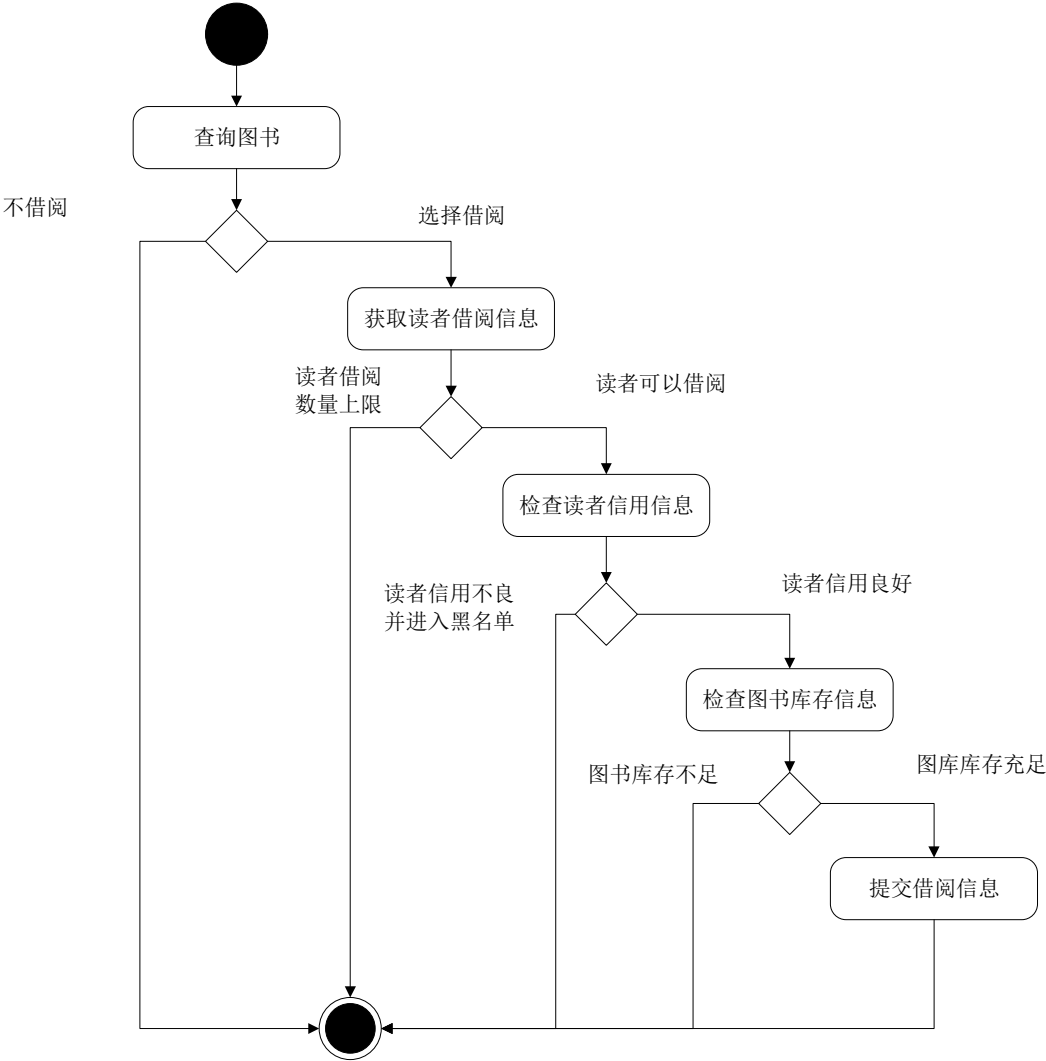 查询图书
不借阅
选择借阅
获取读者借阅信息
读者借阅
数量上限
读者可以借阅
检查读者信用信息
读者信用不良
并进入黑名单
读者信用良好
检查图书库存信息
图书库存不足
图库库存充足
提交借阅信息